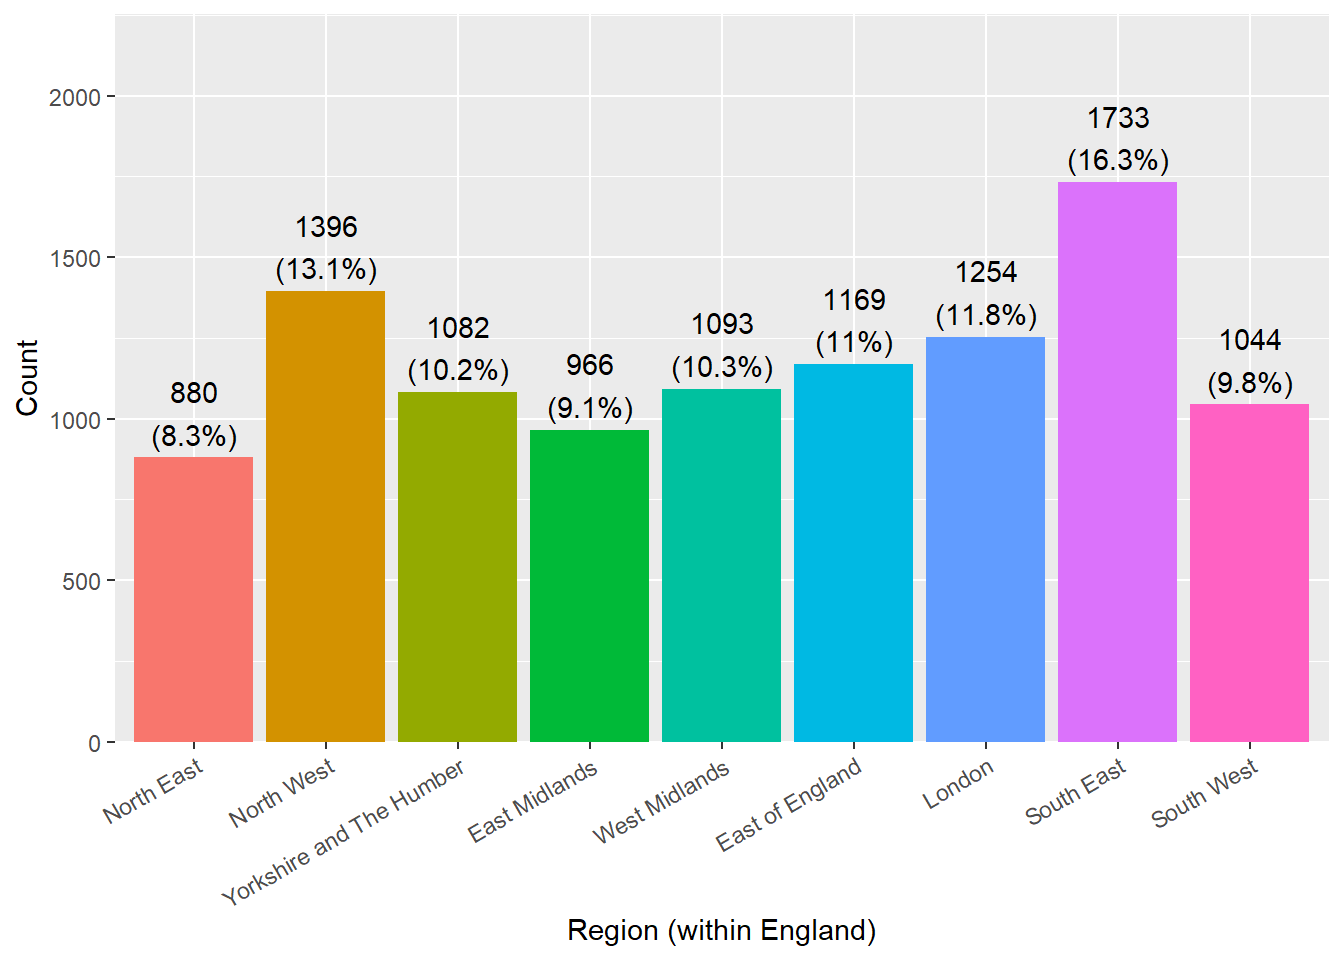 2000
1500
1000
500
0
Count
880
(8.3%)
1396
(13.1%)
1082
(10.2%)
966
(9.1%)
1093
(10.3%)
1169
(11%)
1254
(11.8%)
1733
(16.3%)
1044
(9.8%)
North East
North West
Yorkshire and The Humber
East Midlands
West Midlands
East of England
London
South East
South West
Region (within England)